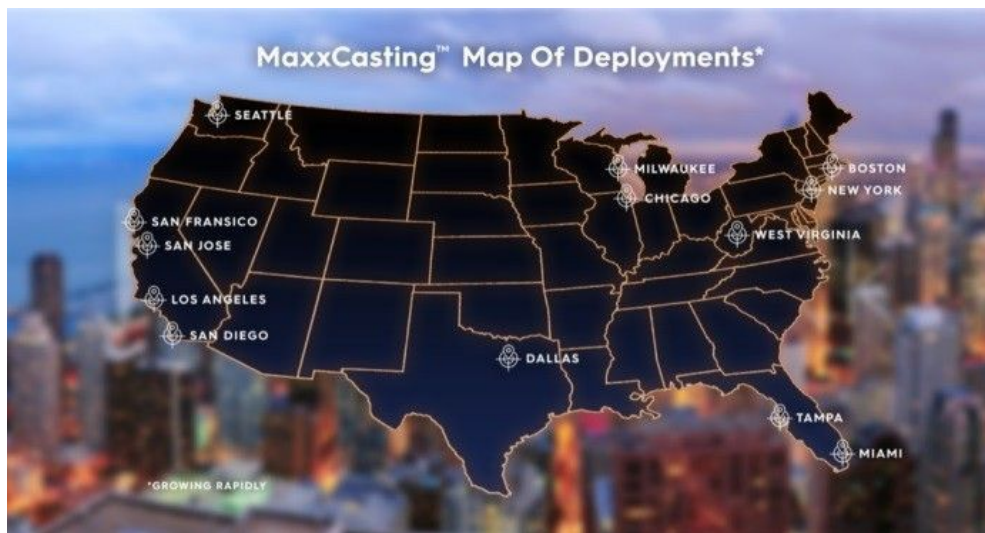 MaxxCasting™ Map Of Deployments*
SEATTLE
MILWAUKEE
BOSTON
NEW YORK
CHICAGO
SAN FRANSICO
WEST VIRGINIA
SAN JOSE
LOS ANGELES
SAN DIEGO
DALLAS
TAMPA
MIAMI
*GROWING RAPIDLY